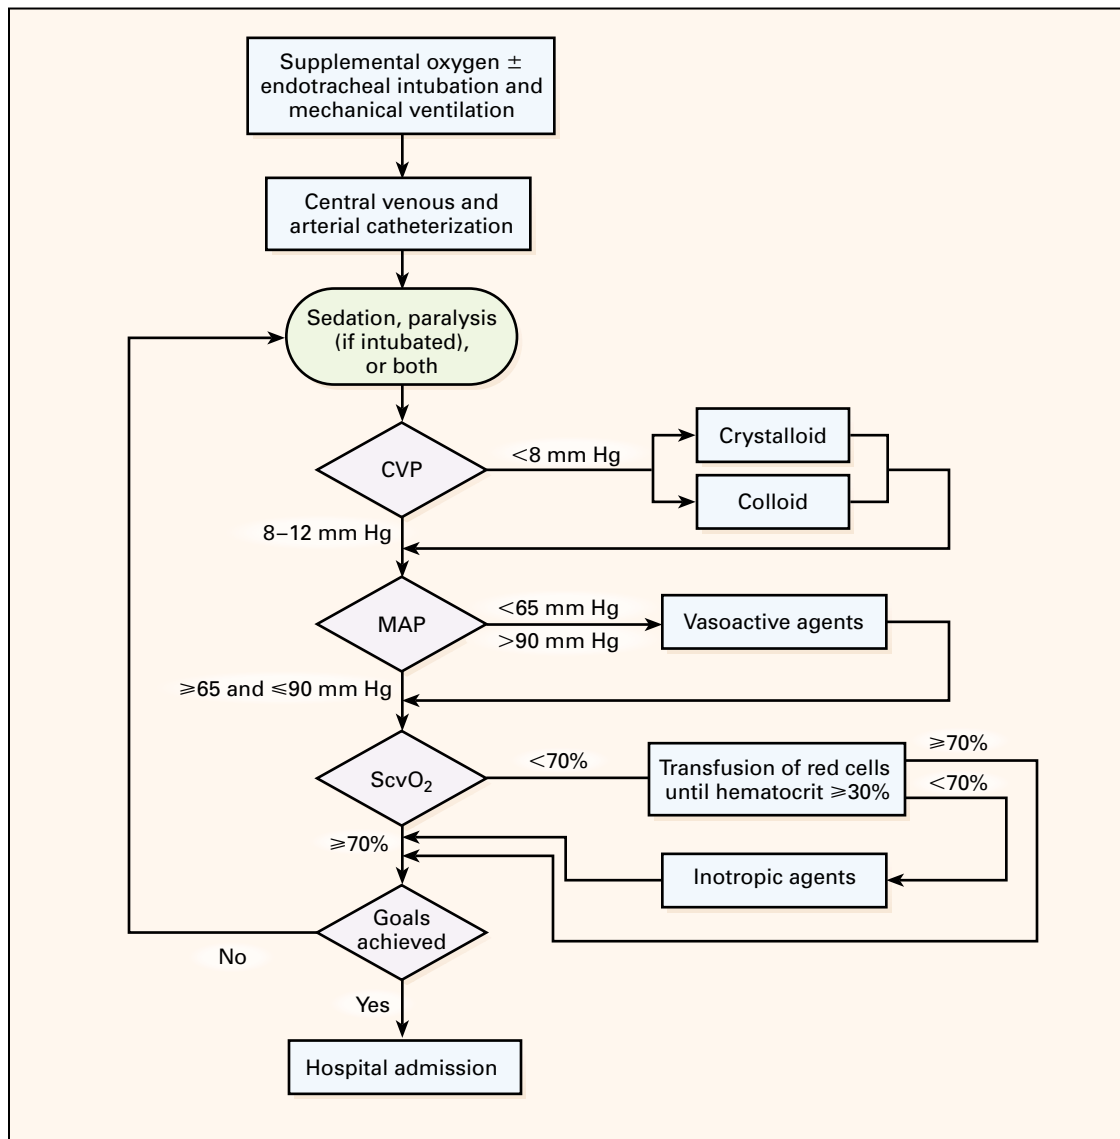 Supplemental oxygen ±
endotracheal intubation and
mechanical ventilation
Central venous and
arterial catheterization
Sedation, paralysis
(if intubated),
or both
CVP
<8 mm Hg
Crystalloid
Colloid
8–12 mm Hg
MAP
<65 mm Hg
>90 mm Hg
Vasoactive agents
≥65 and ≤90 mm Hg
ScvO₂
<70%
Transfusion of red cells
until hematocrit ≥30%
≥70%
<70%
≥70%
Inotropic agents
Goals
achieved
No
Yes
Hospital admission